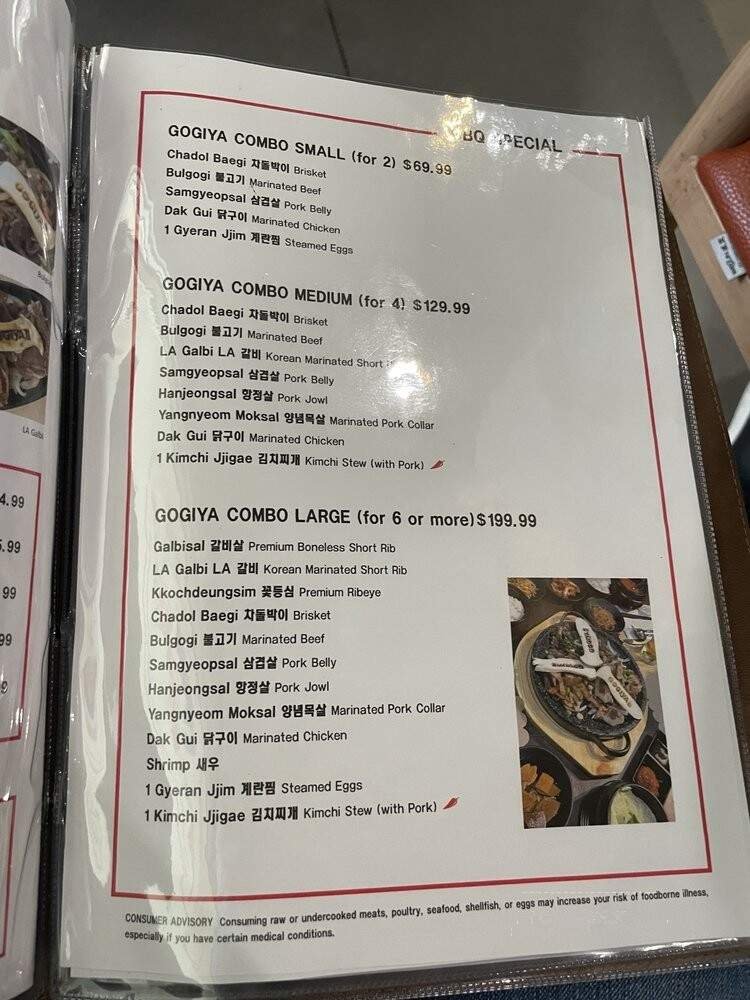 BBQ SPECIAL
GOGIYA COMBO SMALL (for 2) $69.99
Chadol Baegi 차돌박이 Brisket
Bulgogi 불고기 Marinated Beef
Samgyeopsal 삼겹살 Pork Belly
Dak Gui 닭구이 Marinated Chicken
1 Gyeran Jjim 계란찜 Steamed Eggs
GOGIYA COMBO MEDIUM (for 4) $129.99
Chadol Baegi 차돌박이 Brisket
Bulgogi 불고기 Marinated Beef
LA Galbi LA 갈비 Korean Marinated Short
Samgyeopsal 삼겹살 Pork Belly
Hanjeongsal 항정살 Pork Jowl
Yangnyeom Moksal 양념목살 Marinated Pork Collar
Dak Gui 닭구이 Marinated Chicken
1 Kimchi Jjigae 김치찌개 Kimchi Stew (with Pork)
GOGIYA COMBO LARGE (for 6 or more) $199.99
Galbisal 갈비살 Premium Boneless Short Rib
LA Galbi LA 갈비 Korean Marinated Short Rib
Kkochdeungsim 꽃등심 Premium Ribeye
Chadol Baegi 차돌박이 Brisket
Bulgogi 불고기 Marinated Beef
Samgyeopsal 삼겹살 Pork Belly
Hanjeongsal 항정살 Pork Jowl
Yangnyeom Moksal 양념목살 Marinated Pork Collar
Dak Gui 닭구이 Marinated Chicken
Shrimp 새우
1 Gyeran Jjim 계란찜 Steamed Eggs
1 Kimchi Jjigae 김치찌개 Kimchi Stew (with Pork)
CONSUMER ADVISORY Consuming raw or undercooked meats, poultry, seafood, shellfish, or eggs may increase your risk of foodborne illness,
especially if you have certain medical conditions.
GOGIYA
GOGIYA
LA Galbi
4.99
5.99
99
99